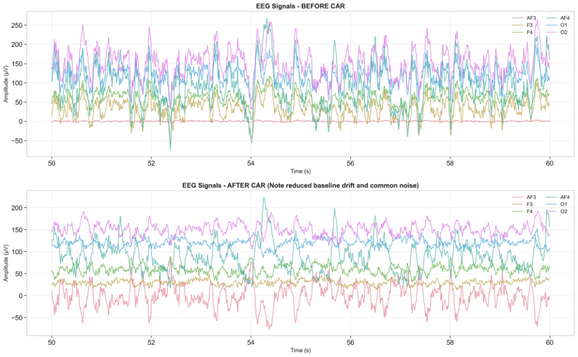 EEG Signals - BEFORE CAR
AF3 AF4
F3 O1
F4 O2
Amplitude (µV)
250
200
150
100
50
0
−50
50 52 54 56 58 60
Time (s)
EEG Signals - AFTER CAR (Note reduced baseline drift and common noise)
AF3 AF4
F3 O1
F4 O2
Amplitude (µV)
200
150
100
50
0
−50
50 52 54 56 58 60
Time (s)